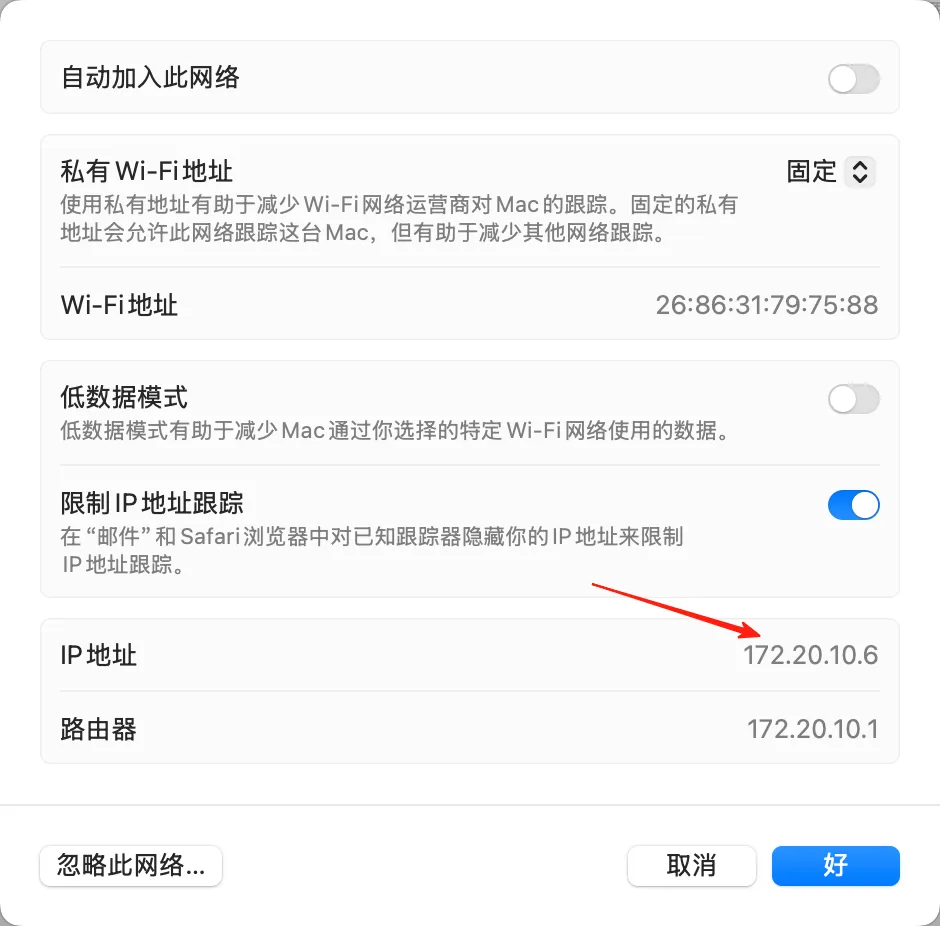 自动加入此网络
私有 Wi-Fi 地址
固定
使用私有地址有助于减少 Wi-Fi 网络运营商对 Mac 的跟踪。固定的私有
地址会允许此网络跟踪这台 Mac，但有助于减少其他网络跟踪。
Wi-Fi 地址
26:86:31:79:75:88
低数据模式
低数据模式有助于减少 Mac 通过你选择的特定 Wi-Fi 网络使用的数据。
限制 IP 地址跟踪
在 “邮件” 和 Safari 浏览器中对已知跟踪器隐藏你的 IP 地址来限制
IP 地址跟踪。
IP 地址
172.20.10.6
路由器
172.20.10.1
忽略此网络...
取消
好